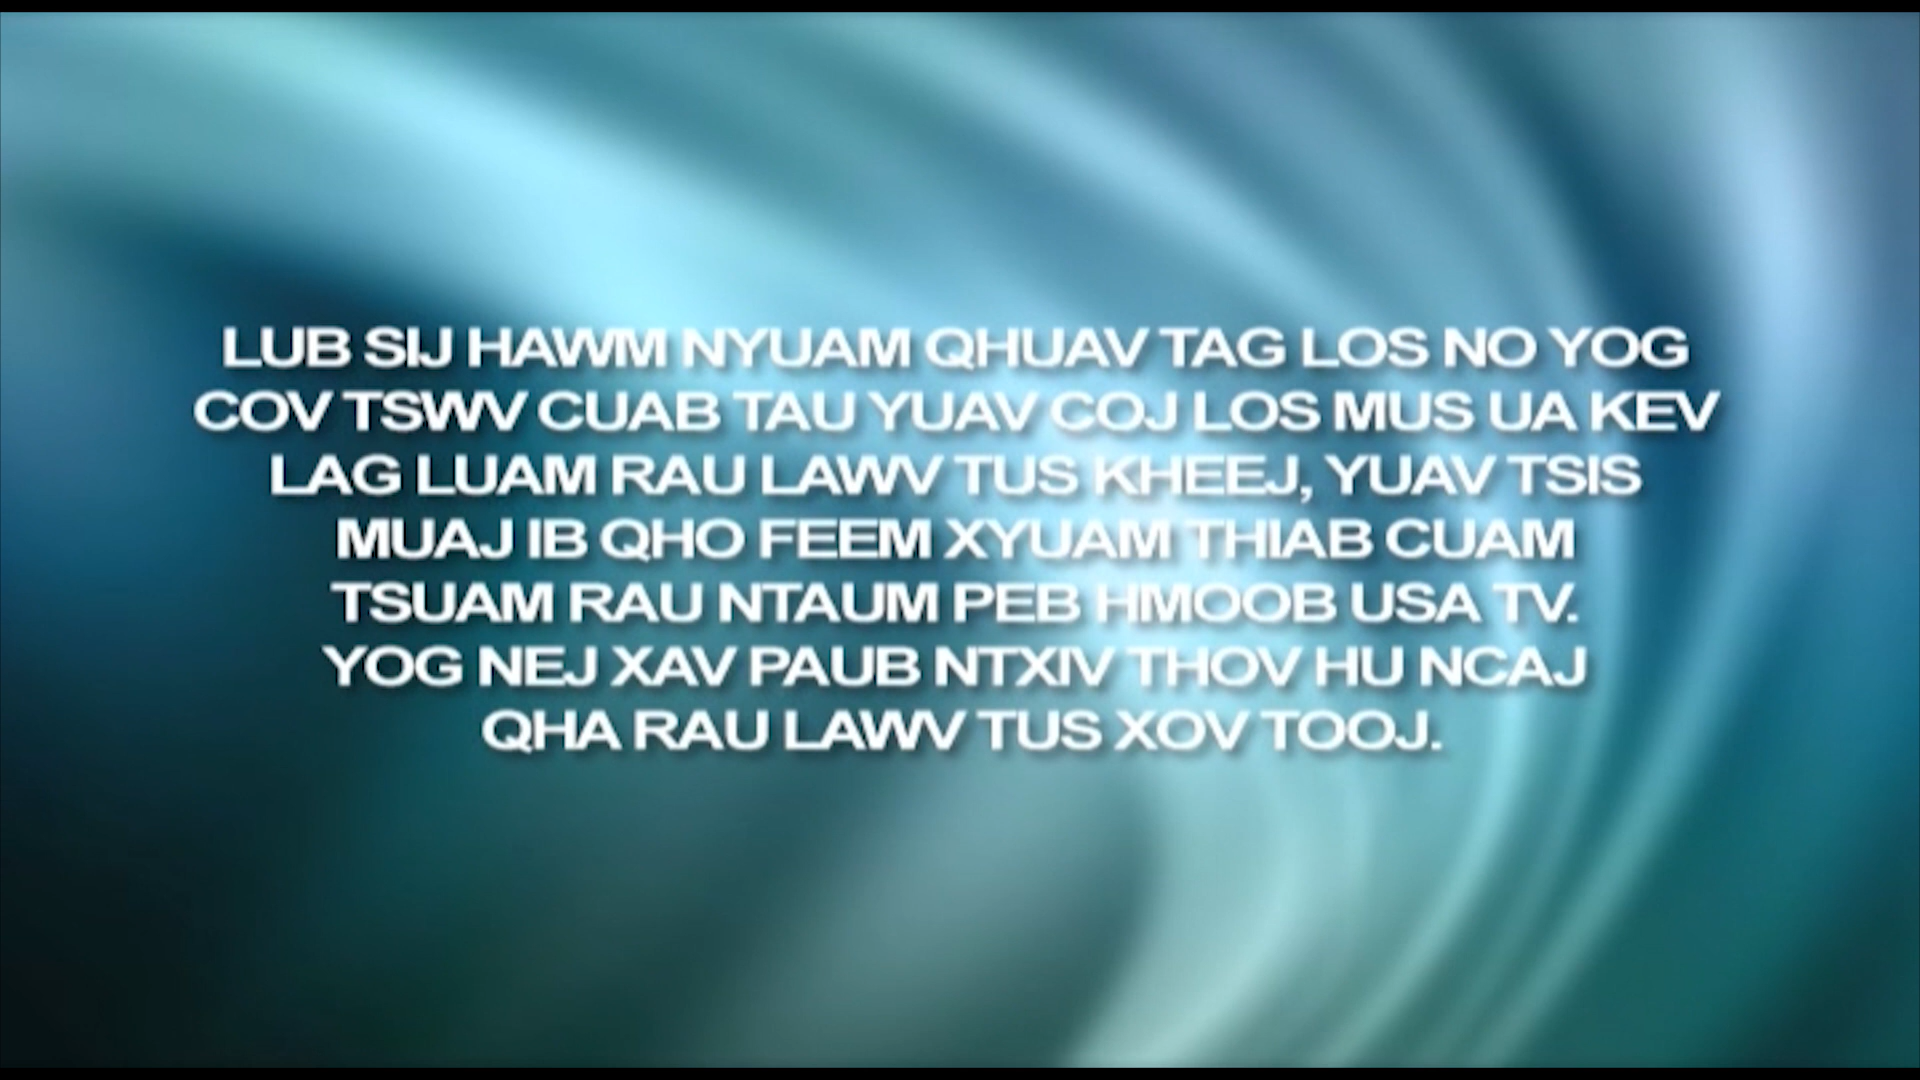 LUB SIJ HAWM NYUAM QHUAV TAG LOS NO YOG
COV TSWV CUAB TAU YUAV COJ LOS MUS UA KEV
LAG LUAM RAU LAWV TUS KHEEJ, YUAV TSIS
MUAJ IB QHO FEEM XYUAM THIAB CUAM
TSUAM RAU NTAUM PEB HMOOB USA TV.
YOG NEJ XAV PAUB NTXIV THOV HU NCAJ
QHA RAU LAWV TUS XOV TOOJ.